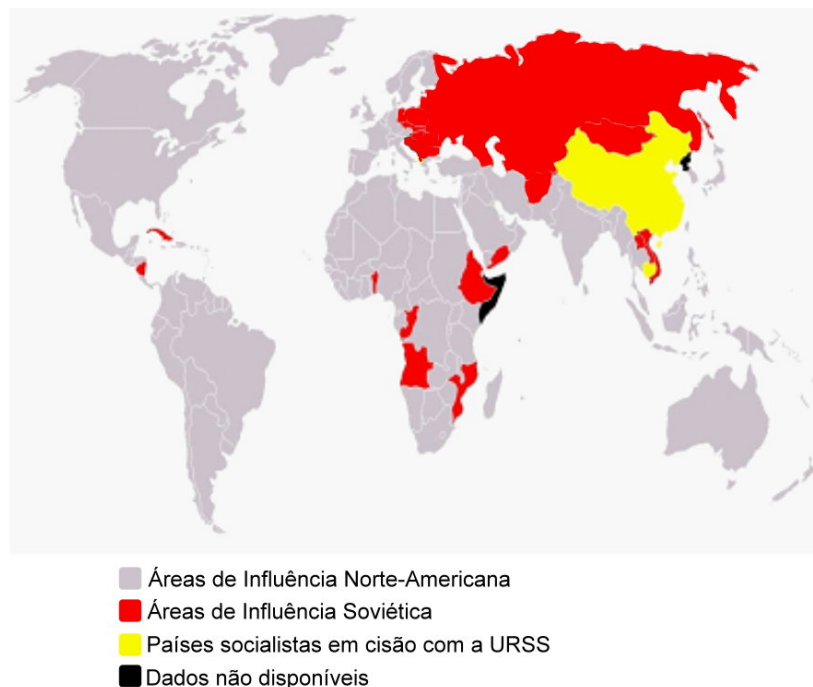 Áreas de Influência Norte-Americana
Áreas de Influência Soviética
Países socialistas em cisão com a URSS
Dados não disponíveis